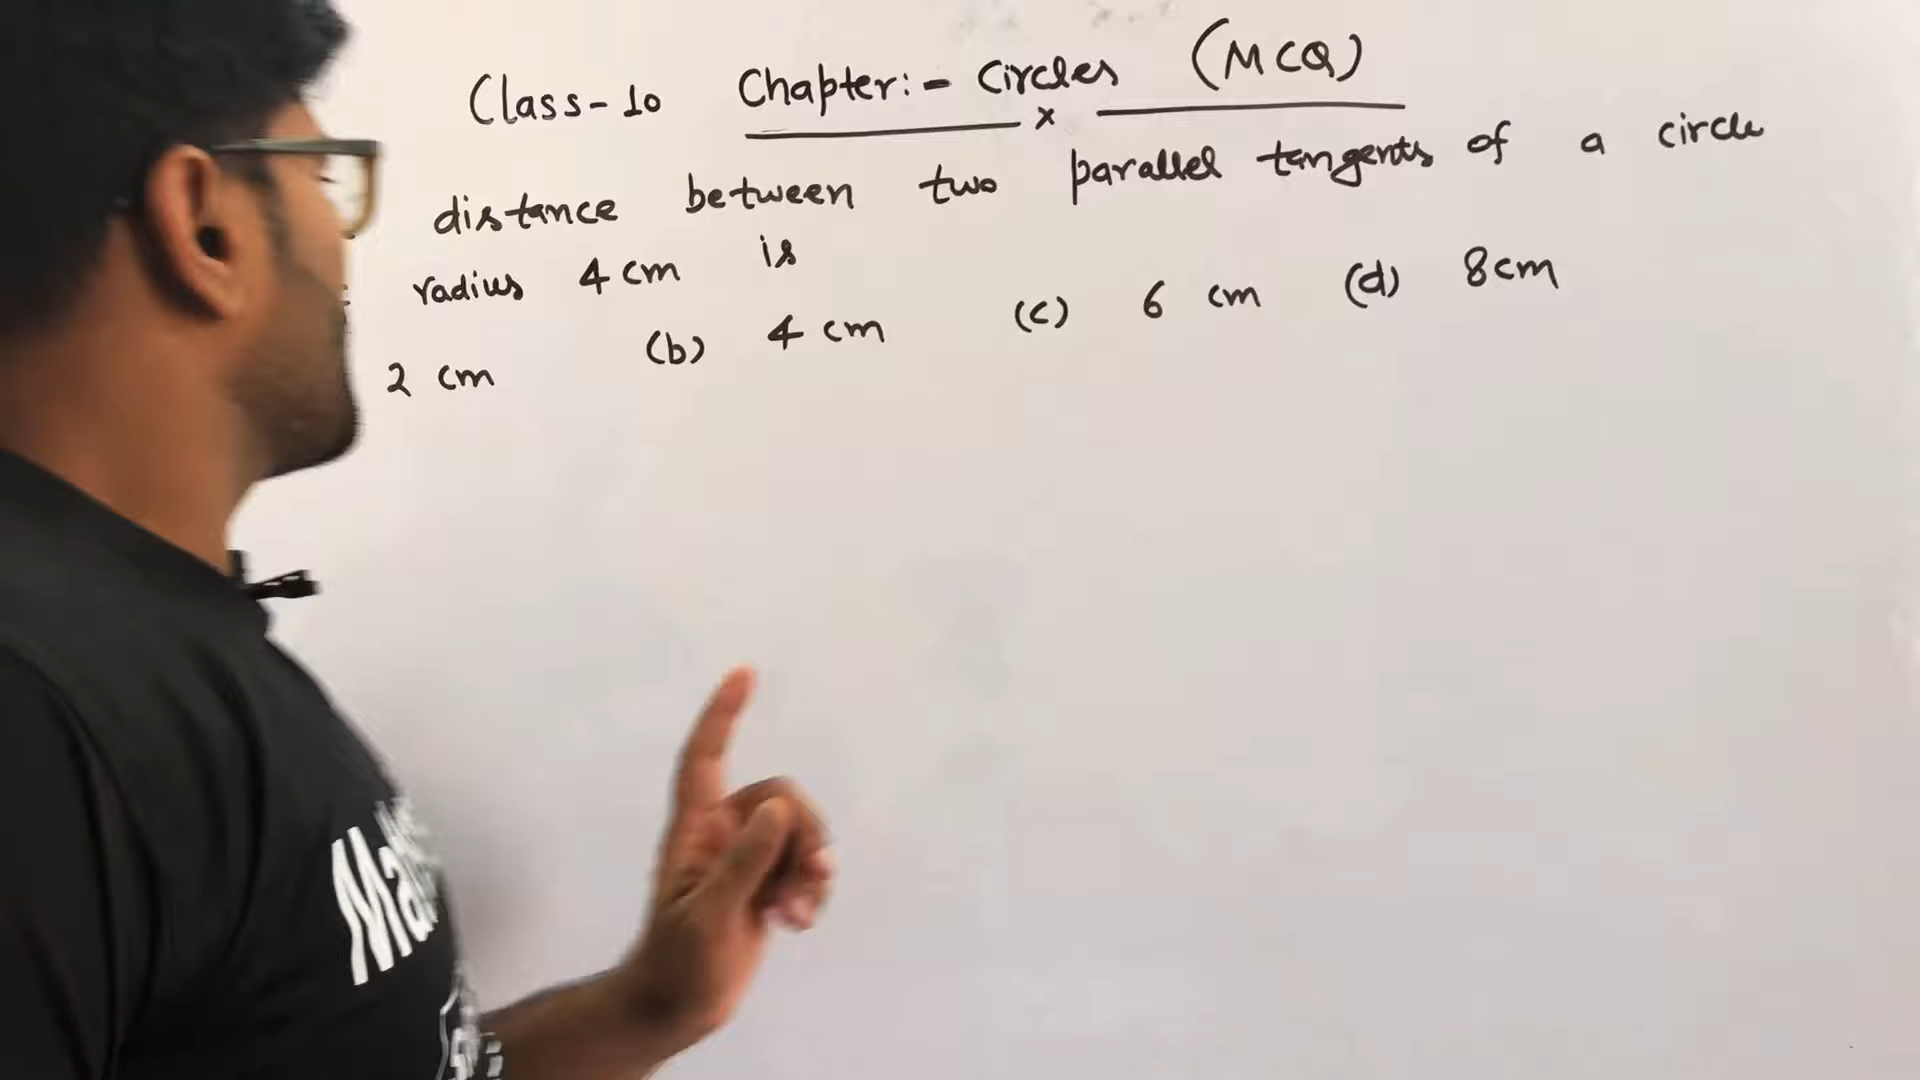 Class-10 Chapter:- Circles (MCQ)
x
distance between two parallel tangents of a circle
radius 4 cm is
2 cm (b) 4 cm (c) 6 cm (d) 8cm